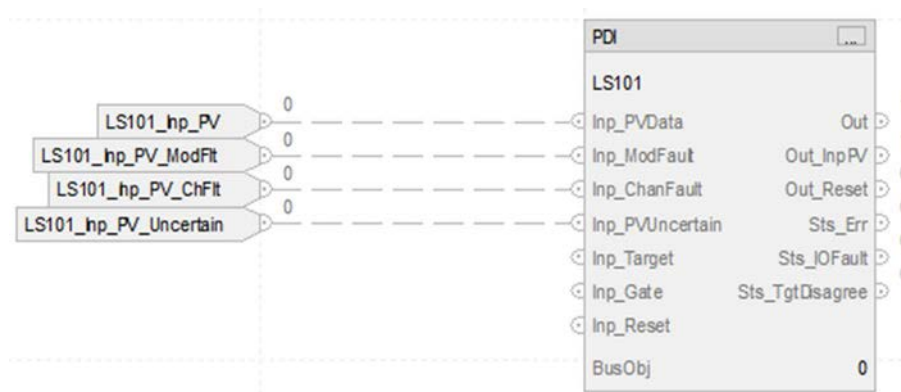 PDI ...
LS101
LS101_Inp_PV 0 Inp_PVData Out
LS101_Inp_PV_ModFlt 0 Inp_ModFault Out_InpPV
LS101_Inp_PV_ChFlt 0 Inp_ChanFault Out_Reset
LS101_Inp_PV_Uncertain 0 Inp_PVUncertain Sts_Err
Inp_Target Sts_IOFault
Inp_Gate Sts_TgtDisagree
Inp_Reset
BusObj 0